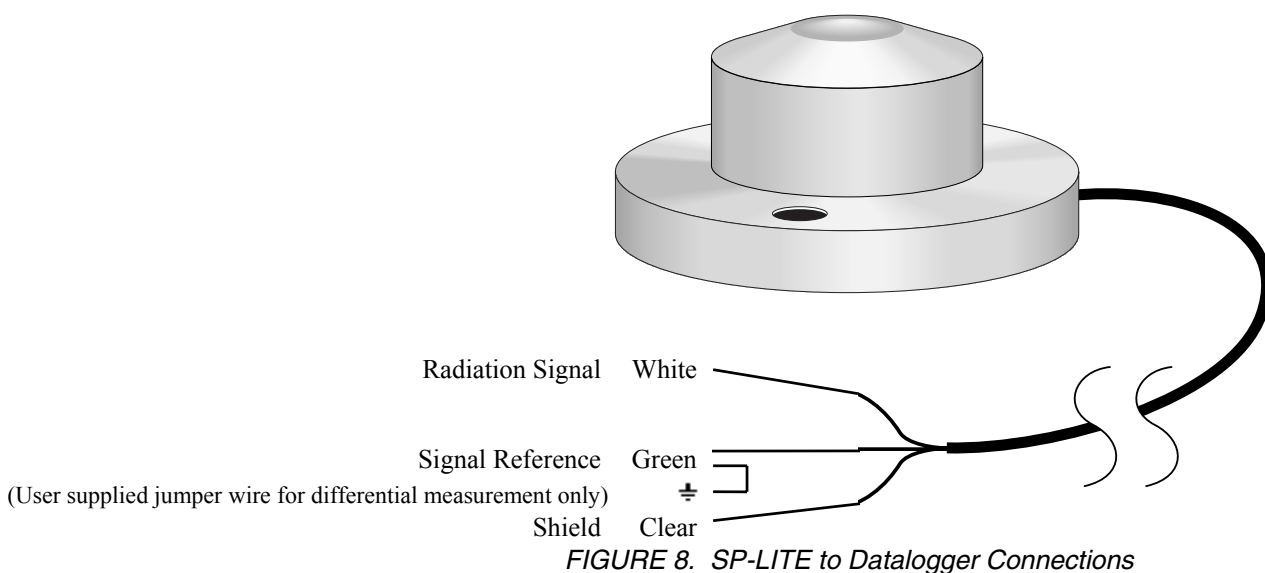 Radiation Signal White
Signal Reference Green
(User supplied jumper wire for differential measurement only) ⏚
Shield Clear
FIGURE 8. SP-LITE to Datalogger Connections